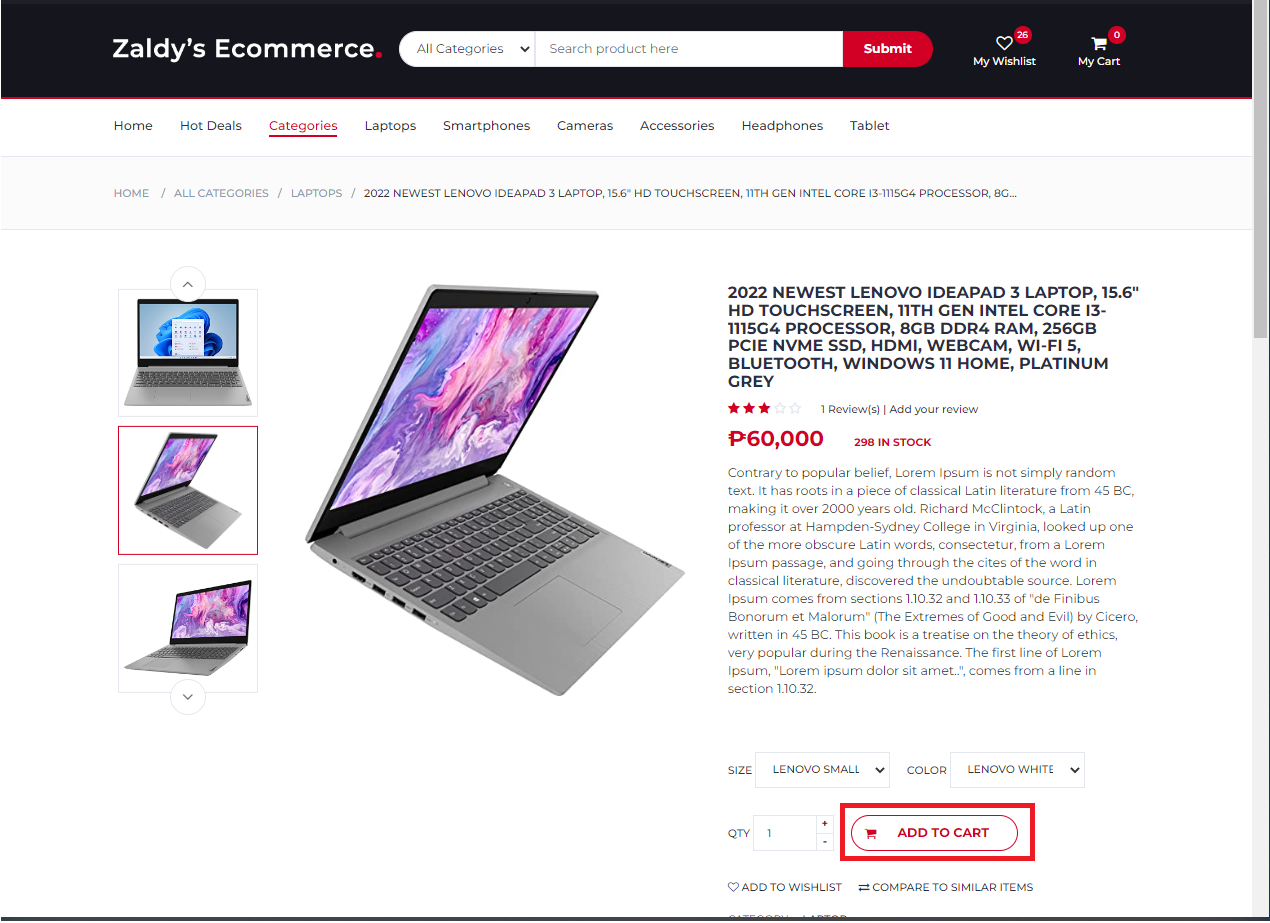 Zaldy's Ecommerce.
All Categories
Search product here
Submit
26
My Wishlist
0
My Cart
Home
Hot Deals
Categories
Laptops
Smartphones
Cameras
Accessories
Headphones
Tablet
HOME / ALL CATEGORIES / LAPTOPS / 2022 NEWEST LENOVO IDEAPAD 3 LAPTOP, 15.6" HD TOUCHSCREEN, 11TH GEN INTEL CORE I3-1115G4 PROCESSOR, 8G...
2022 NEWEST LENOVO IDEAPAD 3 LAPTOP, 15.6"
HD TOUCHSCREEN, 11TH GEN INTEL CORE I3-
1115G4 PROCESSOR, 8GB DDR4 RAM, 256GB
PCIE NVME SSD, HDMI, WEBCAM, WI-FI 5,
BLUETOOTH, WINDOWS 11 HOME, PLATINUM
GREY
1 Review(s) | Add your review
₱60,000
298 IN STOCK
Contrary to popular belief, Lorem Ipsum is not simply random
text. It has roots in a piece of classical Latin literature from 45 BC,
making it over 2000 years old. Richard McClintock, a Latin
professor at Hampden-Sydney College in Virginia, looked up one
of the more obscure Latin words, consectetur, from a Lorem
Ipsum passage, and going through the cites of the word in
classical literature, discovered the undoubtable source. Lorem
Ipsum comes from sections 1.10.32 and 1.10.33 of "de Finibus
Bonorum et Malorum" (The Extremes of Good and Evil) by Cicero,
written in 45 BC. This book is a treatise on the theory of ethics,
very popular during the Renaissance. The first line of Lorem
Ipsum, "Lorem ipsum dolor sit amet..", comes from a line in
section 1.10.32.
SIZE
LENOVO SMALL
COLOR
LENOVO WHITE
QTY
1
+
-
ADD TO CART
ADD TO WISHLIST
COMPARE TO SIMILAR ITEMS